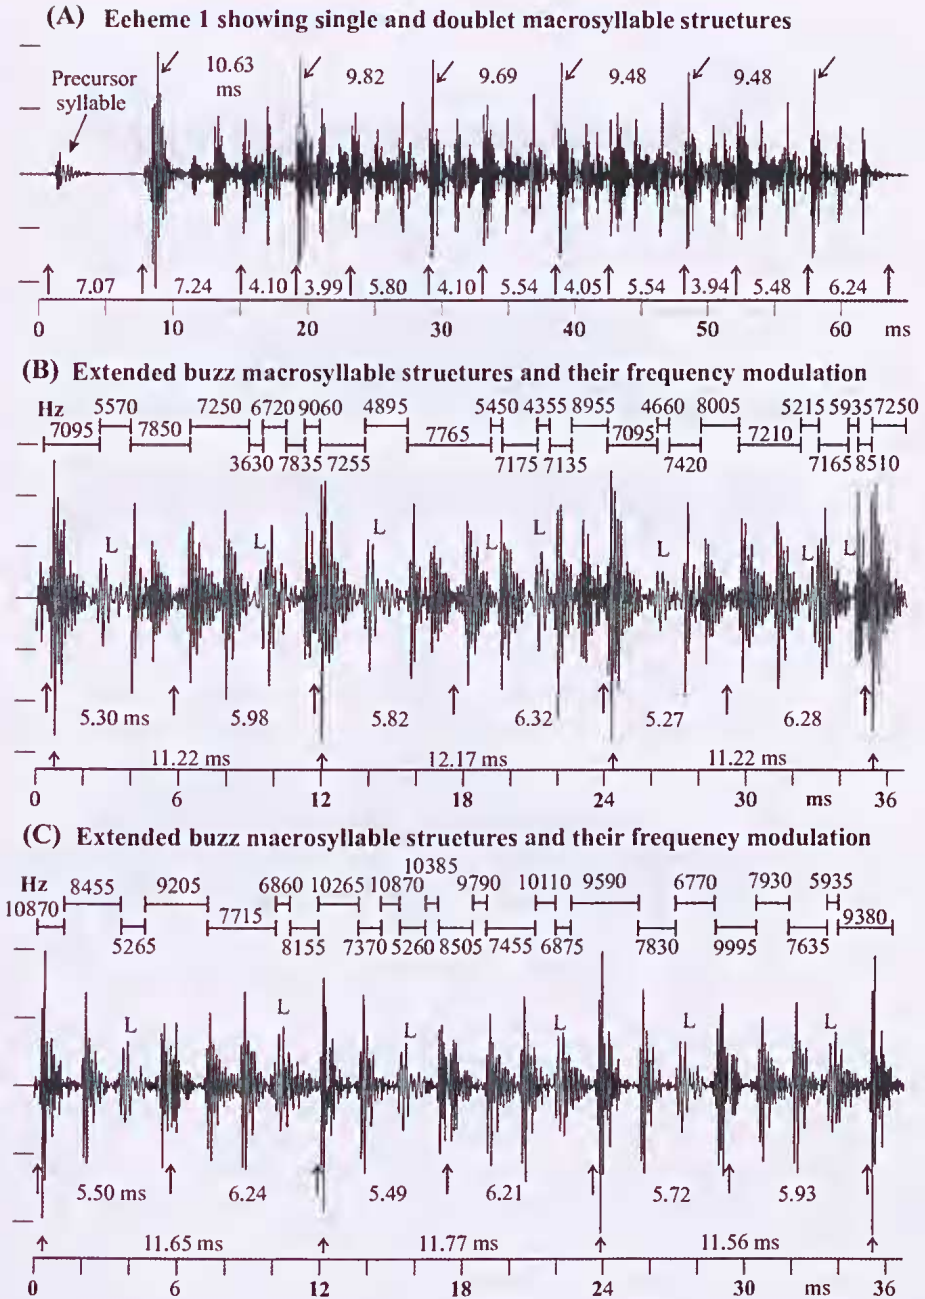 (A) Echeme 1 showing single and doublet macrosyllable structures
Precursor syllable
10.63 ms 9.82 9.69 9.48 9.48
7.07 7.24 4.10 3.99 5.80 4.10 5.54 4.05 5.54 3.94 5.48 6.24
0 10 20 30 40 50 60 ms
(B) Extended buzz macrosyllable structures and their frequency modulation
Hz 5570 7250 6720 9060 4895 5450 4355 8955 4660 8005 5215 5935 7250
7095 7850 3630 7835 7255 7765 7175 7135 7095 7420 7210 7165 8510
L L L L L L L L
5.30 ms 5.98 5.82 6.32 5.27 6.28
11.22 ms 12.17 ms 11.22 ms
0 6 12 18 24 30 ms 36
(C) Extended buzz macrosyllable structures and their frequency modulation
10385
Hz 8455 9205 6860 10265 10870 9790 10110 9590 6770 7930 5935
10870 5265 7715 8155 7370 5260 8505 7455 6875 7830 9995 7635 9380
L L L L L L
5.50 ms 6.24 5.49 6.21 5.72 5.93
11.65 ms 11.77 ms 11.56 ms
0 6 12 18 24 30 ms 36